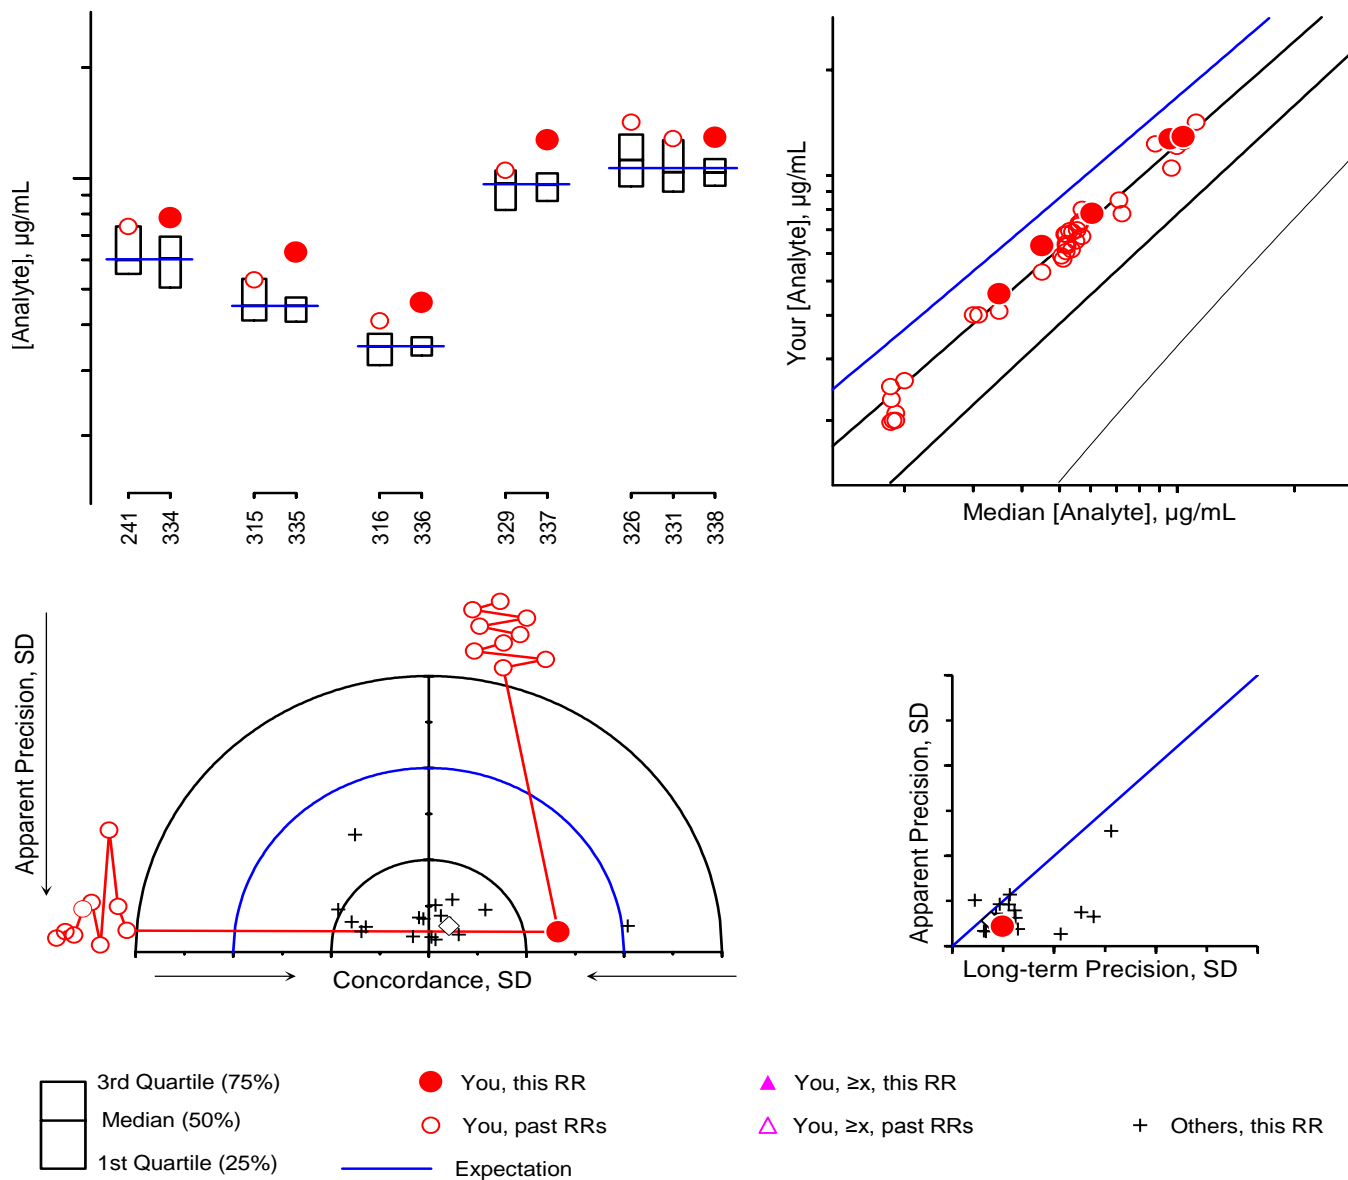 [Analyte], µg/mL
241
334
315
335
316
336
329
337
326
331
338
Your [Analyte], µg/mL
Median [Analyte], µg/mL
Apparent Precision, SD
Concordance, SD
Apparent Precision, SD
Long-term Precision, SD
3rd Quartile (75%)
Median (50%)
1st Quartile (25%)
You, this RR
You, past RRs
Expectation
You, ≥x, this RR
You, ≥x, past RRs
Others, this RR